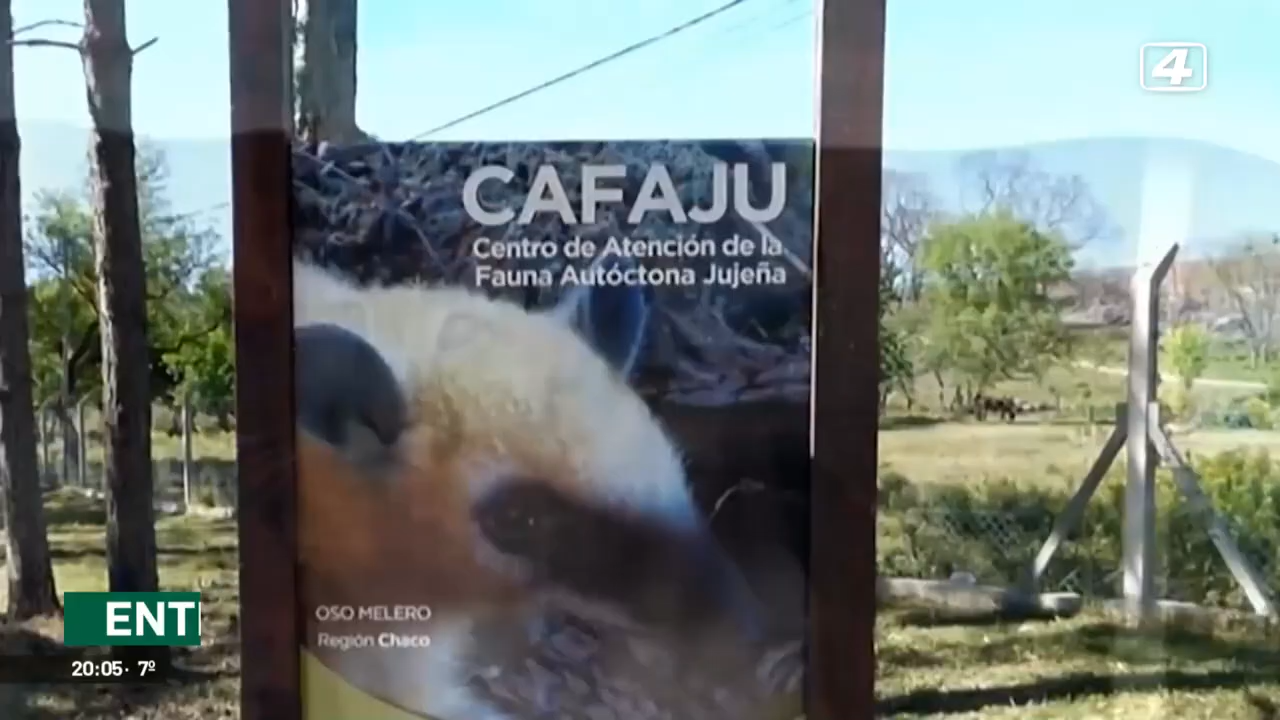 4
CAFAJU
Centro de Atención de la
Fauna Autóctona Jujeña
OSO MELERO
Región Chaco
ENT
20:05 · 7º